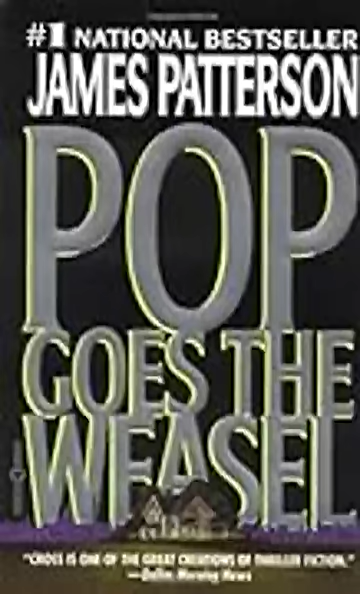 #1 NATIONAL BESTSELLER
JAMES PATTERSON
POP
GOES THE
WEASEL
"CROSS IS ONE OF THE GREAT CREATIONS OF THRILLER FICTION."
—Dallas Morning News